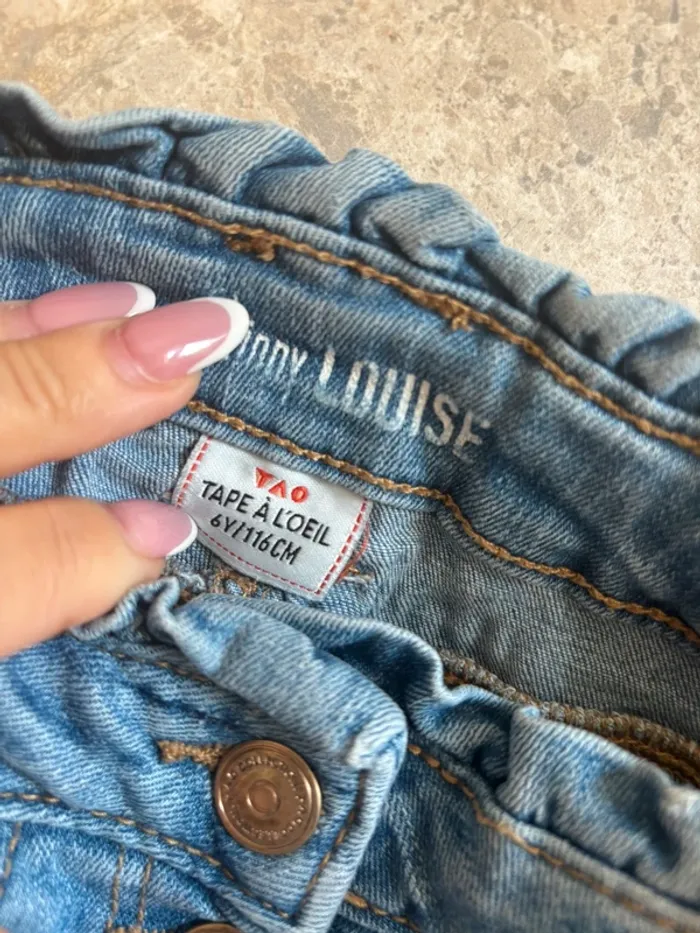 LOUISE
TAO
TAPE À L'OEIL
6Y/116CM